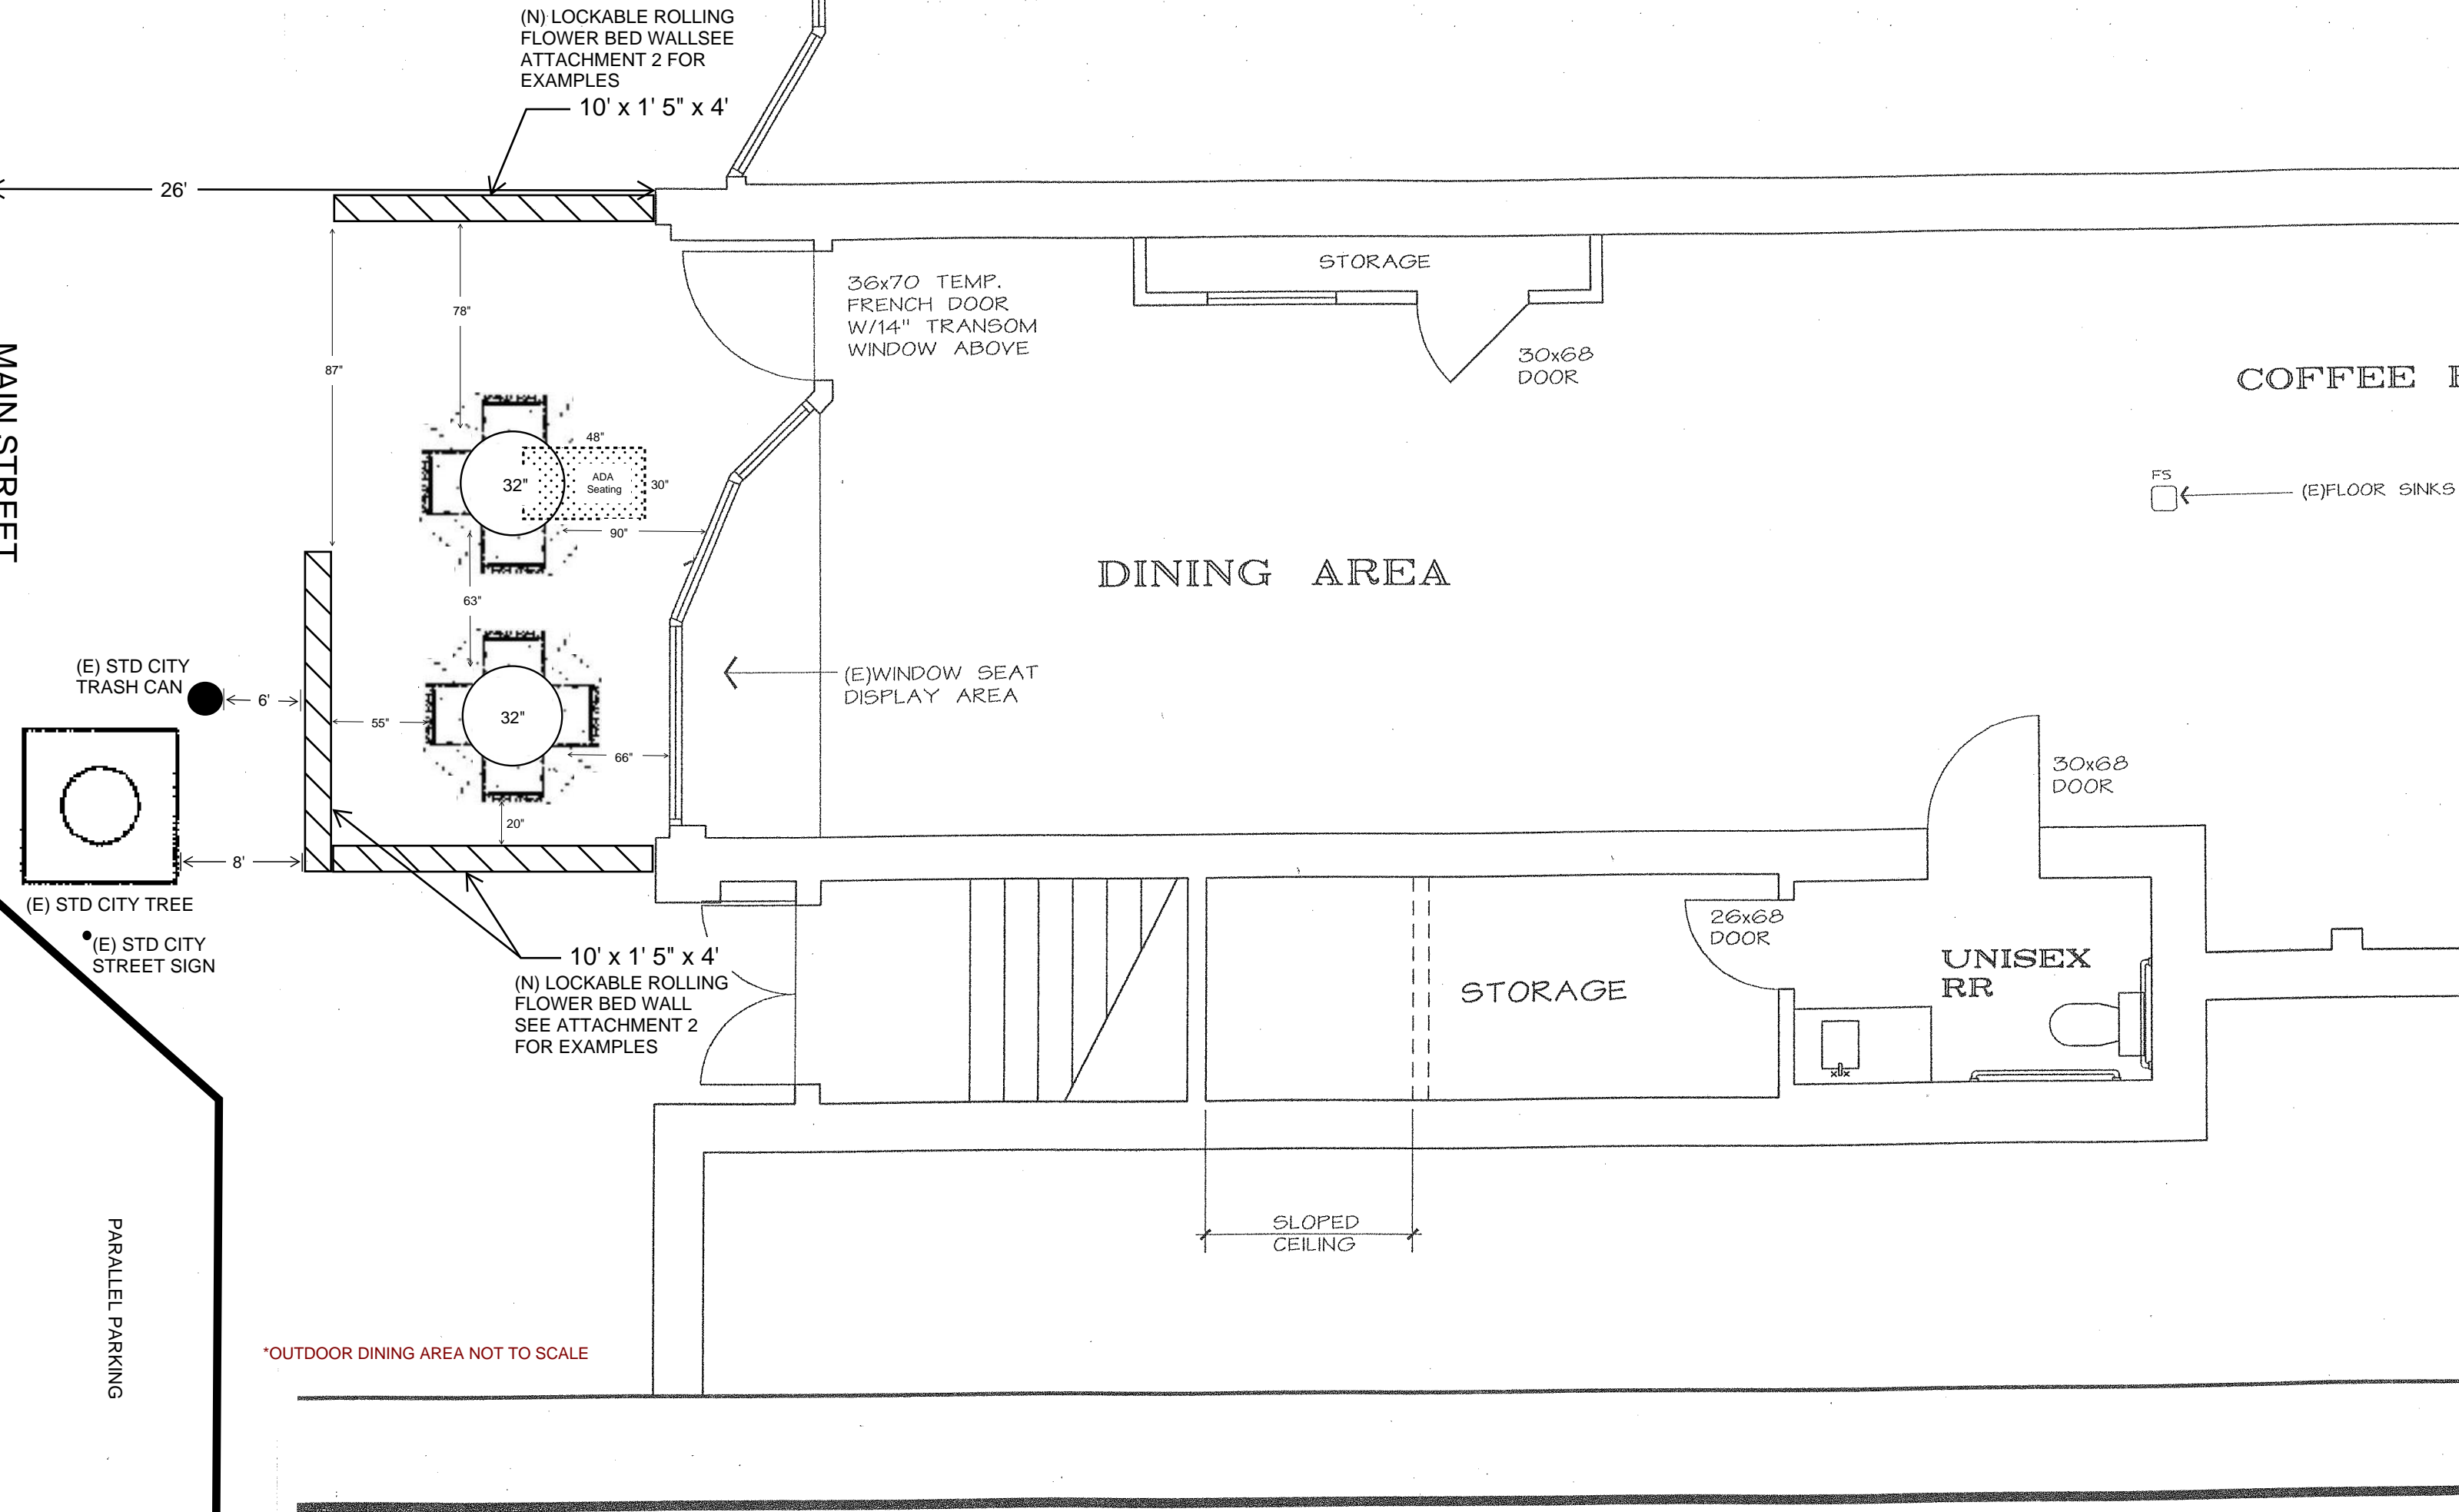 (N) LOCKABLE ROLLING
FLOWER BED WALLSEE
ATTACHMENT 2 FOR
EXAMPLES
10' x 1' 5" x 4'
26'
MAIN STREET
78"
87"
36x70 TEMP.
FRENCH DOOR
W/14" TRANSOM
WINDOW ABOVE
STORAGE
30x68
DOOR
COFFEE
FS
(E)FLOOR SINKS
48"
32"
ADA
Seating
30"
90"
63"
DINING AREA
(E) STD CITY
TRASH CAN
6'
55"
32"
66"
20"
(E)WINDOW SEAT
DISPLAY AREA
30x68
DOOR
8'
(E) STD CITY TREE
(E) STD CITY
STREET SIGN
10' x 1' 5" x 4'
(N) LOCKABLE ROLLING
FLOWER BED WALL
SEE ATTACHMENT 2
FOR EXAMPLES
STORAGE
26x68
DOOR
UNISEX
RR
SLOPED
CEILING
PARALLEL PARKING
*OUTDOOR DINING AREA NOT TO SCALE